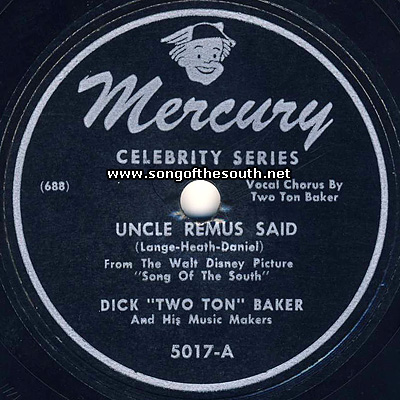 Mercury
CELEBRITY SERIES
www.songofthesouth.net
(688)
Vocal Chorus By
Two Ton Baker
UNCLE REMUS SAID
(Lange-Heath-Daniel)
From The Walt Disney Picture
"Song Of The South"
DICK "TWO TON" BAKER
And His Music Makers
5017-A